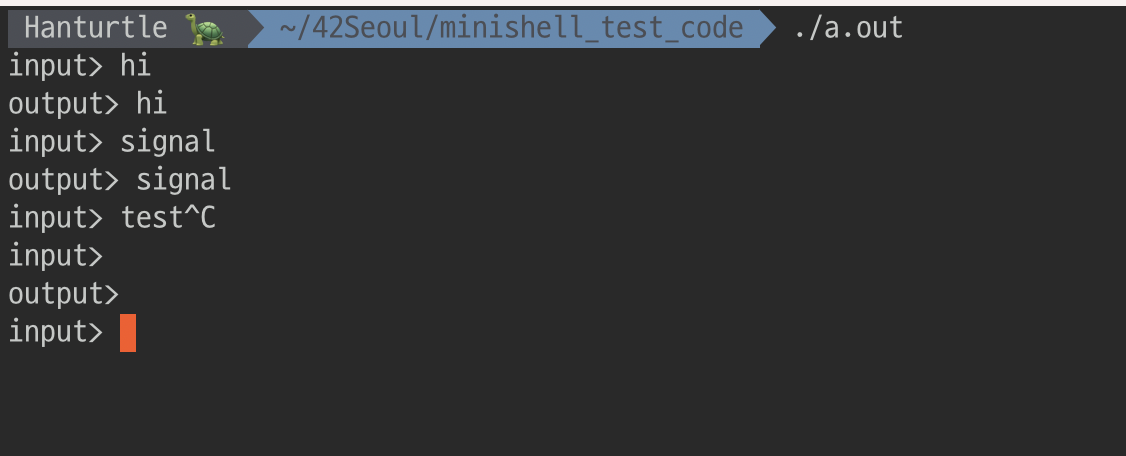 Hanturtle 🐢 ~/42Seoul/minishell_test_code ./a.out
input> hi
output> hi
input> signal
output> signal
input> test^C
input>
output>
input>